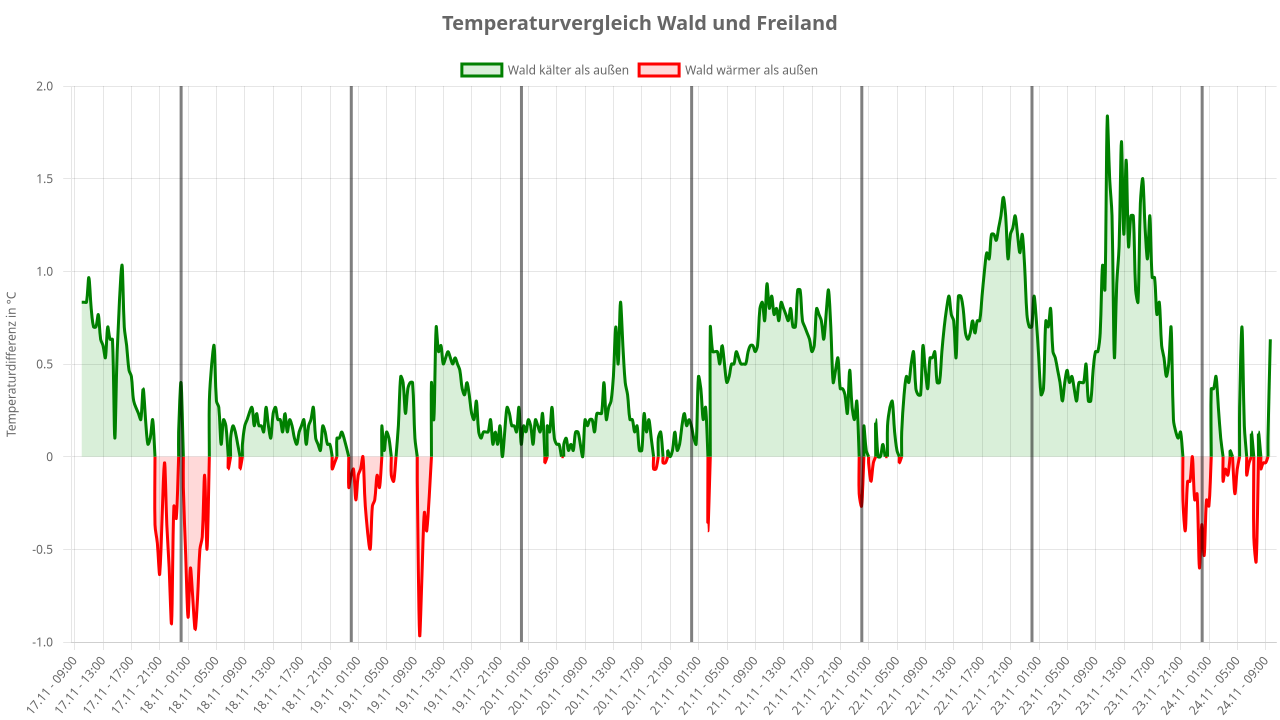 Temperaturvergleich Wald und Freiland
Wald kälter als außen
Wald wärmer als außen
Temperaturdifferenz in °C
2.0
1.5
1.0
0.5
0
-0.5
-1.0
17.11 - 09:00
17.11 - 13:00
17.11 - 17:00
17.11 - 21:00
18.11 - 01:00
18.11 - 05:00
18.11 - 09:00
18.11 - 13:00
18.11 - 17:00
18.11 - 21:00
19.11 - 01:00
19.11 - 05:00
19.11 - 09:00
19.11 - 13:00
19.11 - 17:00
19.11 - 21:00
20.11 - 01:00
20.11 - 05:00
20.11 - 09:00
20.11 - 13:00
20.11 - 17:00
20.11 - 21:00
21.11 - 01:00
21.11 - 05:00
21.11 - 09:00
21.11 - 13:00
21.11 - 17:00
21.11 - 21:00
22.11 - 01:00
22.11 - 05:00
22.11 - 09:00
22.11 - 13:00
22.11 - 17:00
22.11 - 21:00
23.11 - 01:00
23.11 - 05:00
23.11 - 09:00
23.11 - 13:00
23.11 - 17:00
23.11 - 21:00
24.11 - 01:00
24.11 - 05:00
24.11 - 09:00